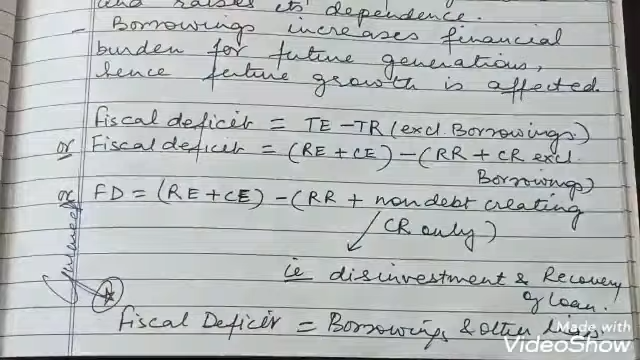 and raises its dependence.
- Borrowings increases financial
burden for future generations,
hence future growth is affected.
Fiscal deficit = TE - TR (excl. Borrowings)
or Fiscal deficit = (RE + CE) - (RR + CR excl.
Borrowings)
or FD = (RE + CE) - (RR + non debt creating
CR only)
ie disinvestment & Recovery
of loan.
Fiscal Deficit = Borrowings & other
Made with
VideoShow